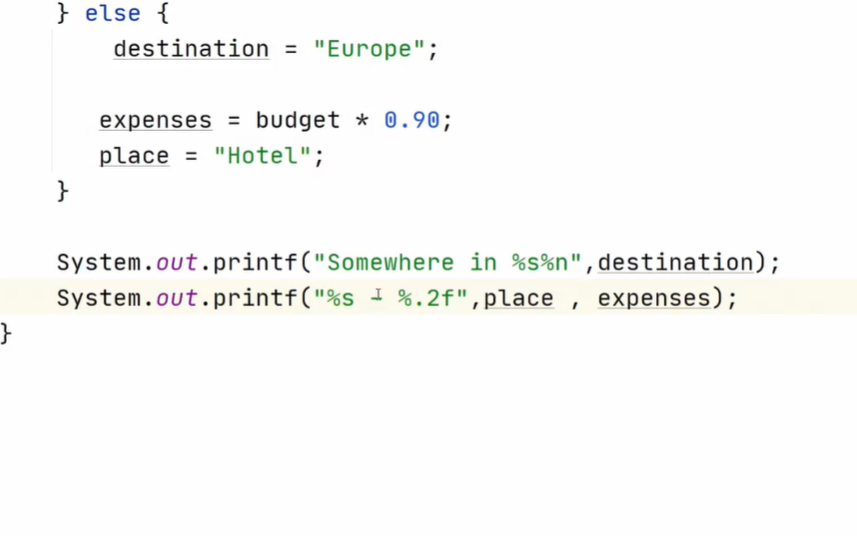 } else {
destination = "Europe";
expenses = budget * 0.90;
place = "Hotel";
}
System.out.printf("Somewhere in %s%n",destination);
System.out.printf("%s - %.2f",place , expenses);
}